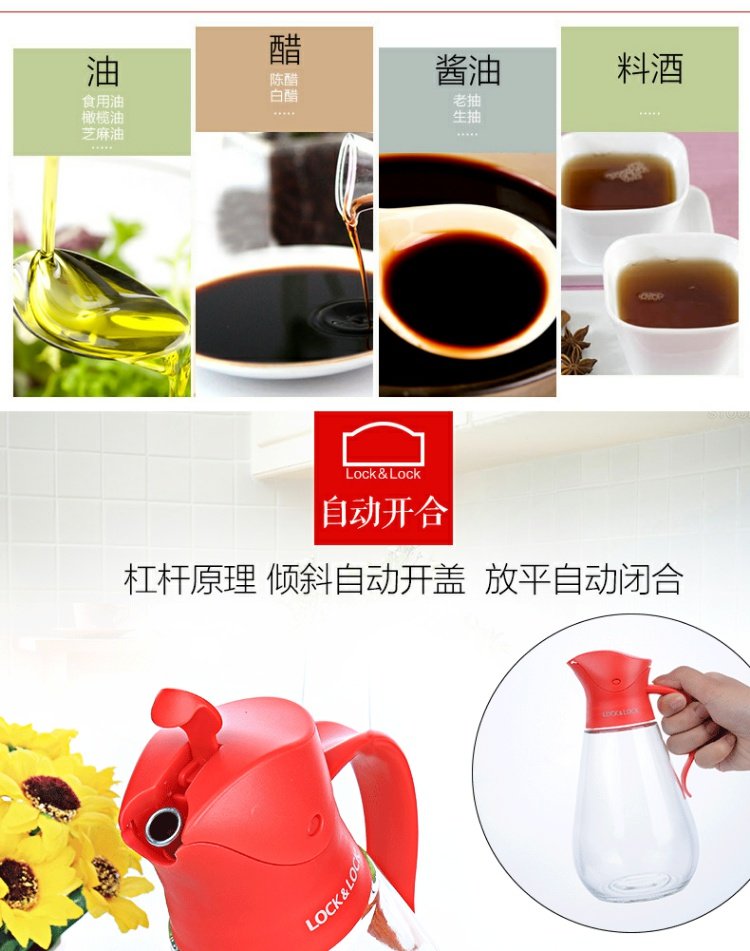 油
食用油
橄榄油
芝麻油
.....
醋
陈醋
白醋
.....
酱油
老抽
生抽
.....
料酒
.....
Lock&Lock
自动开合
杠杆原理 倾斜自动开盖 放平自动闭合
LOCK&LOCK
LOCK&LOCK